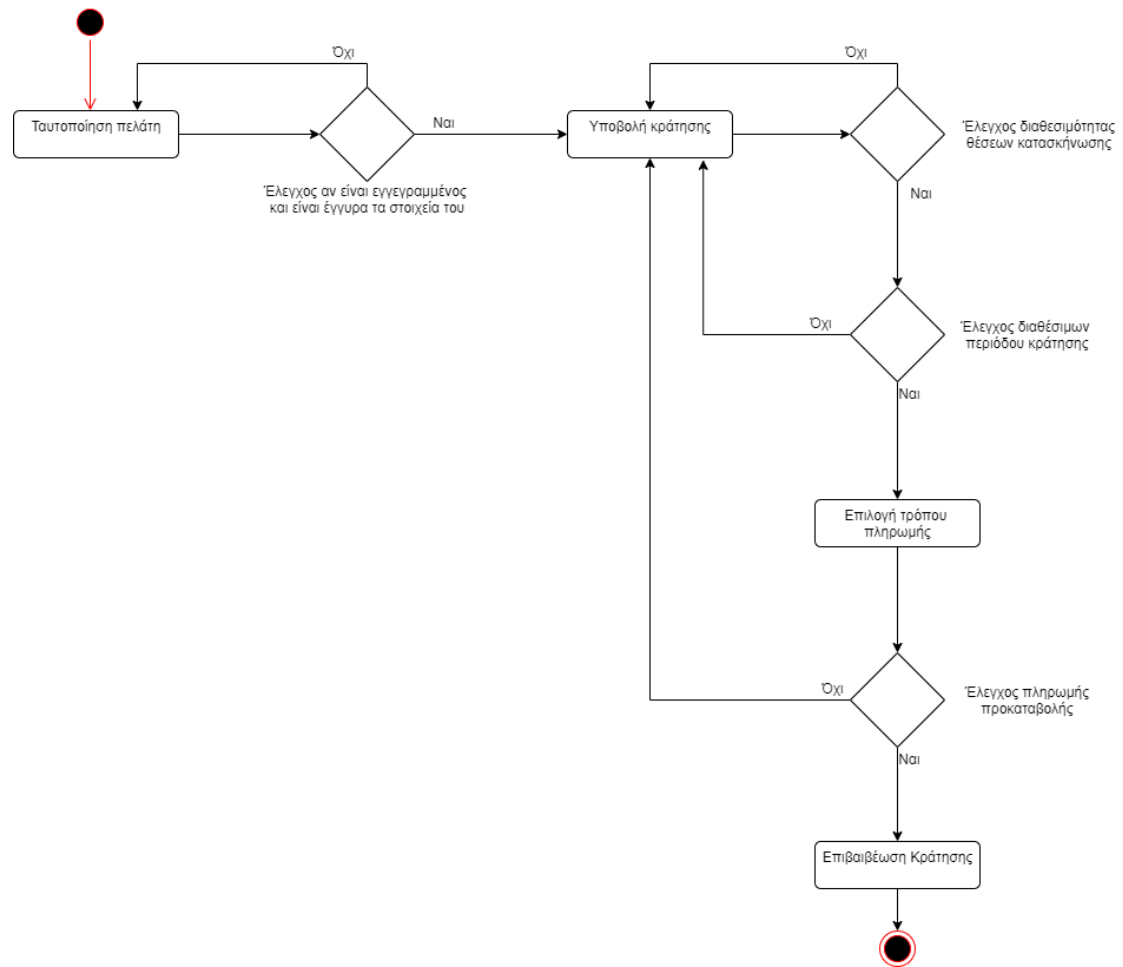 Όχι
Όχι
Ταυτοποίηση πελάτη
Ναι
Υποβολή κράτησης
Έλεγχος διαθεσιμότητας
θέσεων κατασκήνωσης
Έλεγχος αν είναι εγγεγραμμένος
και είναι έγγυρα τα στοιχεία του
Ναι
Όχι
Έλεγχος διαθέσιμων
περιόδου κράτησης
Ναι
Επιλογή τρόπου
πληρωμής
Όχι
Έλεγχος πληρωμής
προκαταβολής
Ναι
Επιβαιβέωση Κράτησης